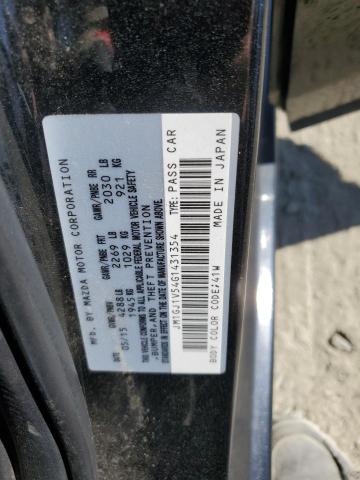 MFD. BY MAZDA MOTOR CORPORATION
GVWR/PNBV GAWR/PNBE FRT GAWR/PNBE RR
05/15 4288 LB 2269 LB 2030 LB
1945 KG 1029 KG 921 KG
THIS VEHICLE CONFORMS TO ALL APPLICABLE FEDERAL MOTOR VEHICLE SAFETY
•BUMPER, AND THEFT PREVENTION
STANDARDS IN EFFECT ON THE DATE OF MANUFACTURE SHOWN ABOVE.
JM1GJ1V54G1431354 TYPE: PASS CAR
BODY COLOR CODE: 41W MADE IN JAPAN